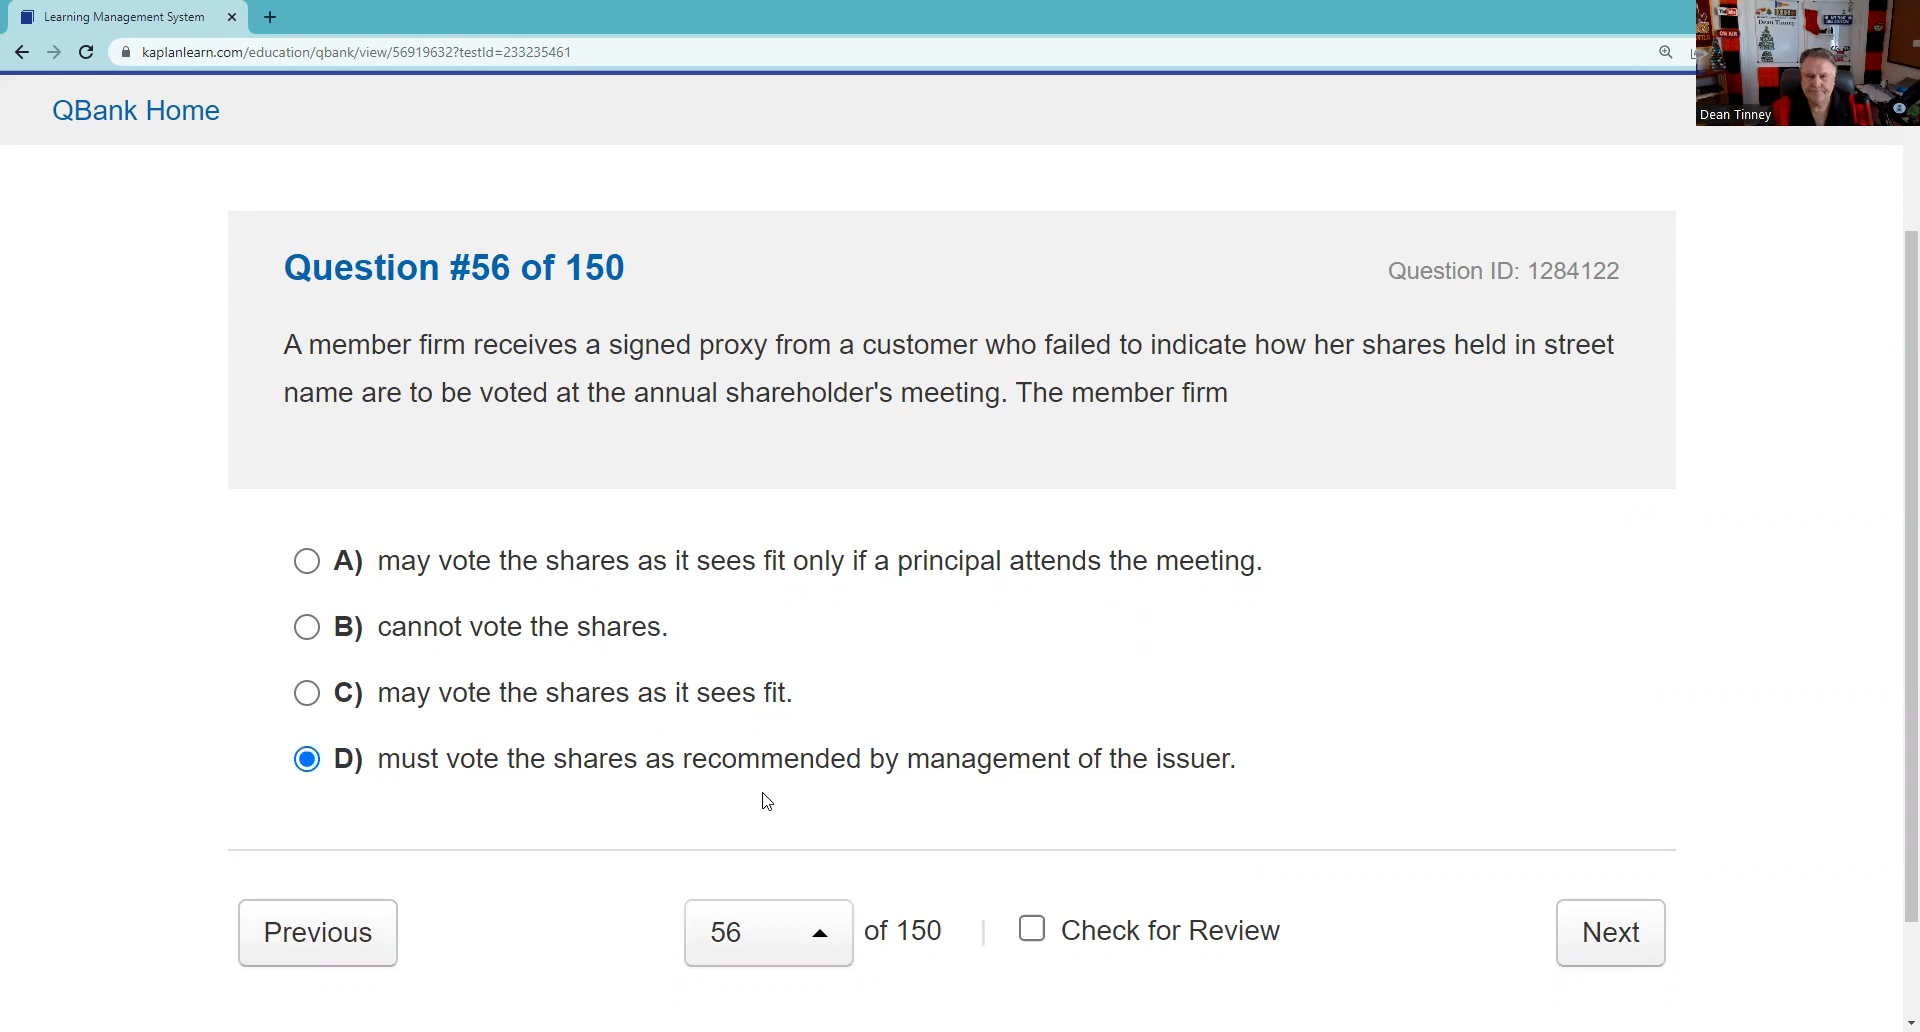 Learning Management System
kaplanlearn.com/education/qbank/view/56919632?testId=233235461
ON AIR
Dean Tinney
QBank Home
Question #56 of 150
Question ID: 1284122
A member firm receives a signed proxy from a customer who failed to indicate how her shares held in street
name are to be voted at the annual shareholder's meeting. The member firm
A) may vote the shares as it sees fit only if a principal attends the meeting.
B) cannot vote the shares.
C) may vote the shares as it sees fit.
D) must vote the shares as recommended by management of the issuer.
Previous
56
of 150
Check for Review
Next